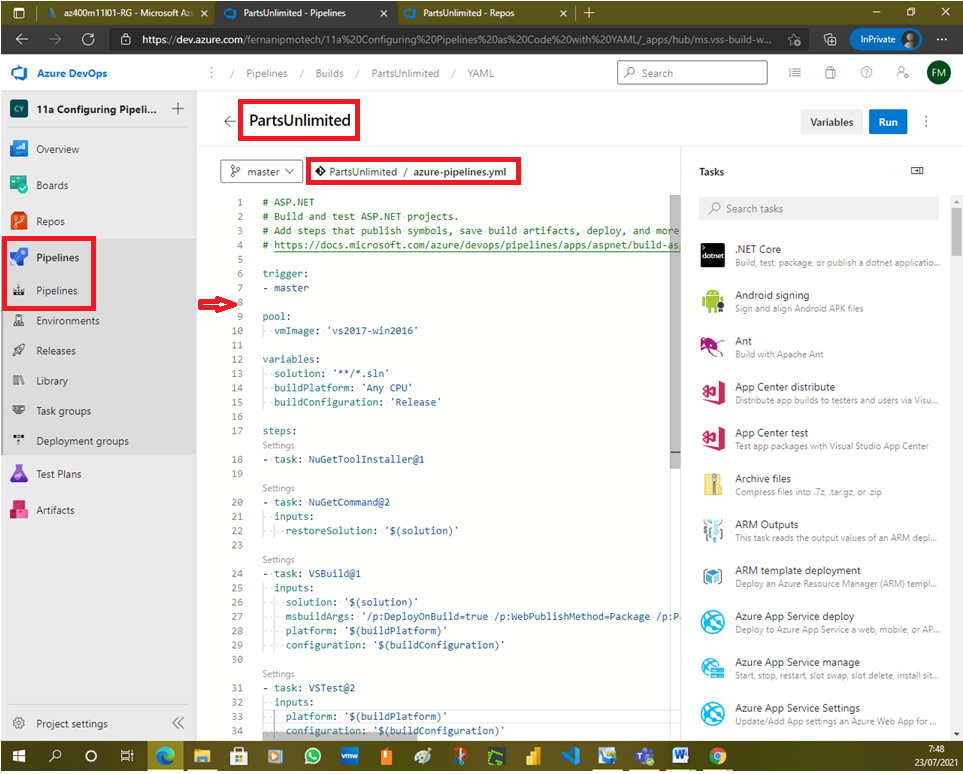 az400m11l01-RG - Microsoft Az
PartsUnlimited - Pipelines
PartsUnlimited - Repos
https://dev.azure.com/fernanipmotech/11a%20Configuring%20Pipelines%20as%20Code%20with%20YAML/_apps/hub/ms.vss-build-w...
InPrivate
Azure DevOps
/ Pipelines / Builds / PartsUnlimited / YAML
Search
FM
CY
11a Configuring Pipeli...
Overview
Boards
Repos
Pipelines
Pipelines
Environments
Releases
Library
Task groups
Deployment groups
Test Plans
Artifacts
Project settings
PartsUnlimited
Variables
Run
master
PartsUnlimited / azure-pipelines.yml
1 # ASP.NET
2 # Build and test ASP.NET projects.
3 # Add steps that publish symbols, save build artifacts, deploy, and more
4 # https://docs.microsoft.com/azure/devops/pipelines/apps/aspnet/build-as
5
6 trigger:
7 - master
8
9 pool:
10 vmImage: 'vs2017-win2016'
11
12 variables:
13 solution: '**/*.sln'
14 buildPlatform: 'Any CPU'
15 buildConfiguration: 'Release'
16
17 steps:
Settings
18 - task: NuGetToolInstaller@1
19
Settings
20 - task: NuGetCommand@2
21 inputs:
22 restoreSolution: '$(solution)'
23
Settings
24 - task: VSBuild@1
25 inputs:
26 solution: '$(solution)'
27 msbuildArgs: '/p:DeployOnBuild=true /p:WebPublishMethod=Package /p:P
28 platform: '$(buildPlatform)'
29 configuration: '$(buildConfiguration)'
30
Settings
31 - task: VSTest@2
32 inputs:
33 platform: '$(buildPlatform)'
34 configuration: '$(buildConfiguration)'
Tasks
Search tasks
dotnet
.NET Core
Build, test, package, or publish a dotnet applicatio...
Android signing
Sign and align Android APK files
Ant
Build with Apache Ant
App Center distribute
Distribute app builds to testers and users via Visu...
App Center test
Test app packages with Visual Studio App Center
Archive files
Compress files into .7z, .tar.gz, or .zip
ARM Outputs
This task reads the output values of an ARM depl...
ARM template deployment
Deploy an Azure Resource Manager (ARM) templ...
Azure App Service deploy
Deploy to Azure App Service a web, mobile, or AP...
Azure App Service manage
Start, stop, restart, slot swap, slot delete, install sit...
Azure App Service Settings
Update/Add App settings an Azure Web App for ...
vmw
7:48
23/07/2021